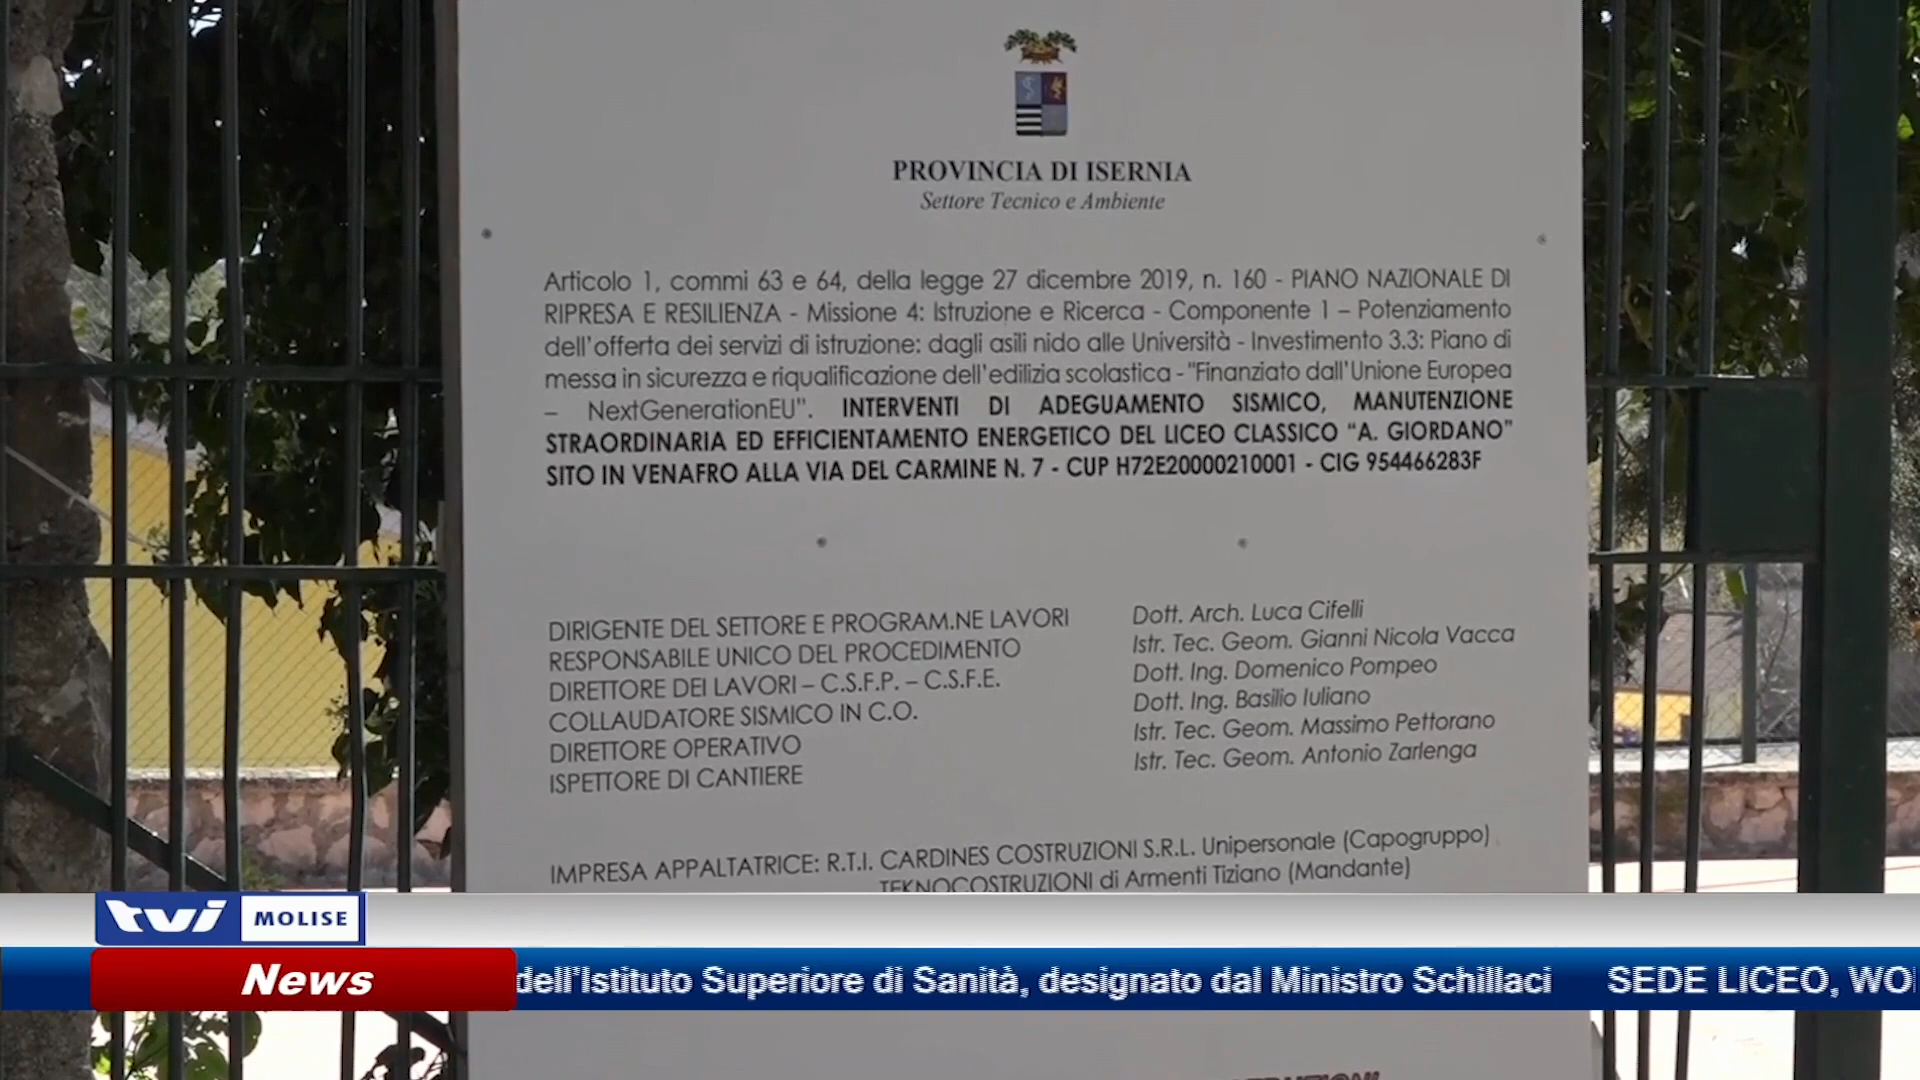 PROVINCIA DI ISERNIA
Settore Tecnico e Ambiente
Articolo 1, commi 63 e 64, della legge 27 dicembre 2019, n. 160 - PIANO NAZIONALE DI
RIPRESA E RESILIENZA - Missione 4: Istruzione e Ricerca - Componente 1 – Potenziamento
dell'offerta dei servizi di istruzione: dagli asili nido alle Università - Investimento 3.3: Piano di
messa in sicurezza e riqualificazione dell'edilizia scolastica - "Finanziato dall'Unione Europea
– NextGenerationEU". INTERVENTI DI ADEGUAMENTO SISMICO, MANUTENZIONE
STRAORDINARIA ED EFFICIENTAMENTO ENERGETICO DEL LICEO CLASSICO “A. GIORDANO”
SITO IN VENAFRO ALLA VIA DEL CARMINE N. 7 - CUP H72E20000210001 - CIG 954466283F
DIRIGENTE DEL SETTORE E PROGRAM.NE LAVORI Dott. Arch. Luca Cifelli
RESPONSABILE UNICO DEL PROCEDIMENTO Istr. Tec. Geom. Gianni Nicola Vacca
DIRETTORE DEI LAVORI – C.S.F.P. – C.S.F.E. Dott. Ing. Domenico Pompeo
COLLAUDATORE SISMICO IN C.O. Dott. Ing. Basilio Iuliano
DIRETTORE OPERATIVO Istr. Tec. Geom. Massimo Pettorano
ISPETTORE DI CANTIERE Istr. Tec. Geom. Antonio Zarlenga
IMPRESA APPALTATRICE: R.T.I. CARDINES COSTRUZIONI S.R.L. Unipersonale (Capogruppo)
TEKNOCOSTRUZIONI di Armenti Tiziano (Mandante)
tvi MOLISE
News dell'Istituto Superiore di Sanità, designato dal Ministro Schillaci SEDE LICEO, WO